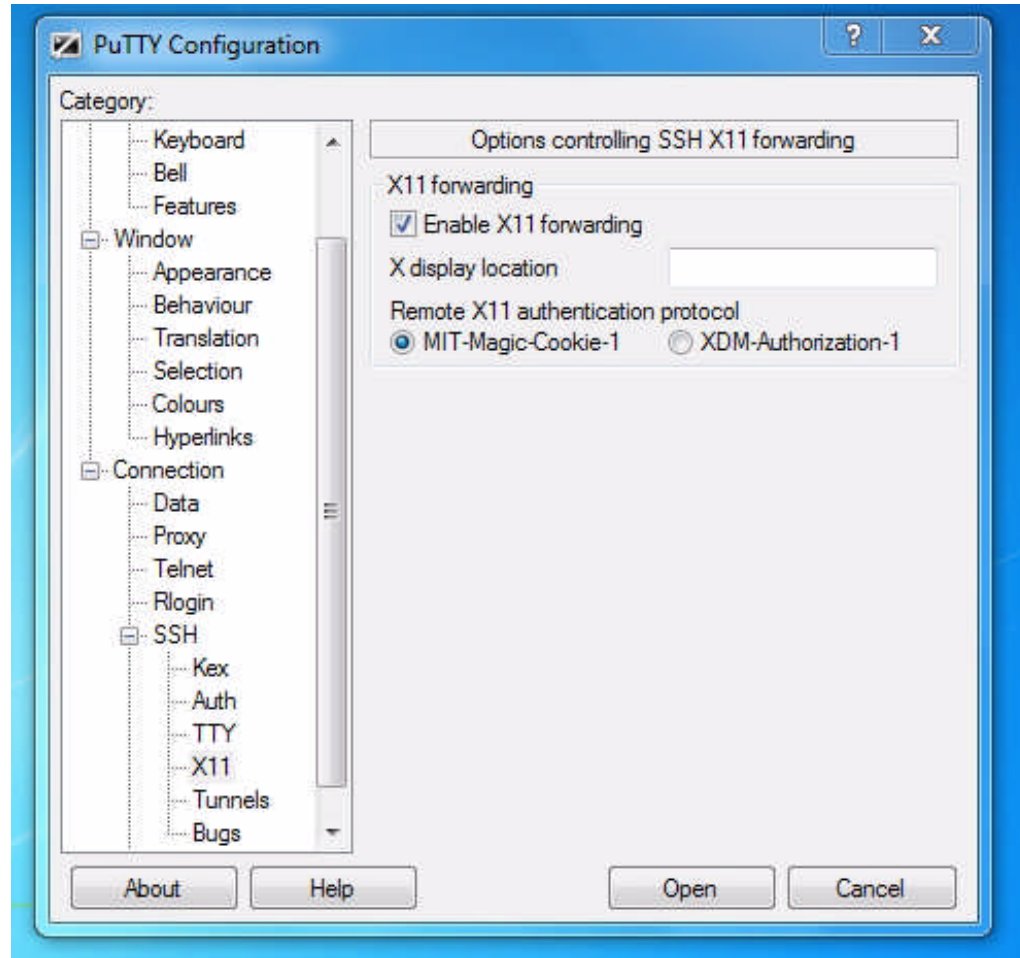 PuTTY Configuration
?
X
Category:
Keyboard
Bell
Features
Window
Appearance
Behaviour
Translation
Selection
Colours
Hyperlinks
Connection
Data
Proxy
Telnet
Rlogin
SSH
Kex
Auth
TTY
X11
Tunnels
Bugs
Options controlling SSH X11 forwarding
X11 forwarding
Enable X11 forwarding
X display location
Remote X11 authentication protocol
MIT-Magic-Cookie-1 XDM-Authorization-1
About Help Open Cancel